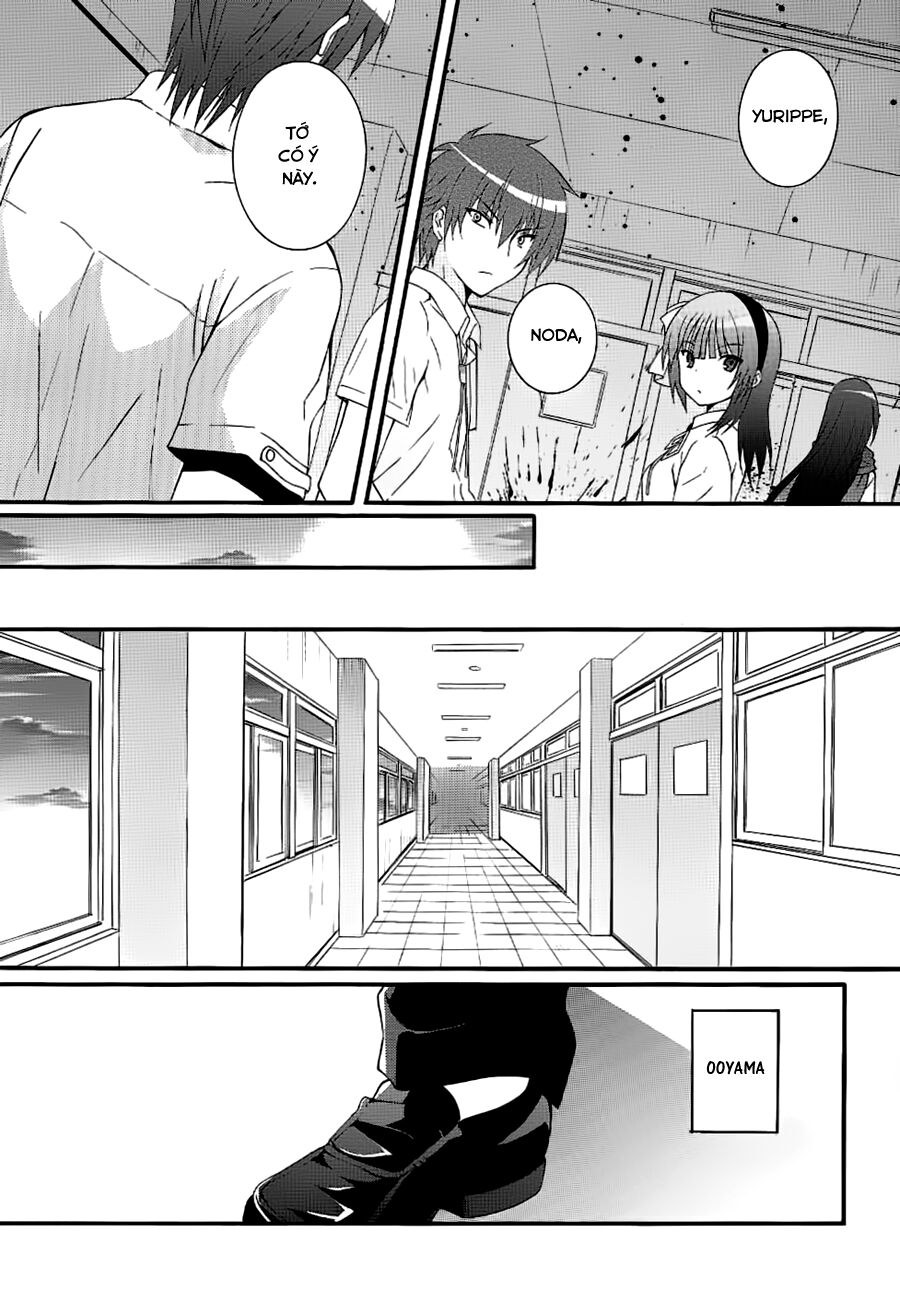 YURIPPE,
NODA,
TỚ
CÓ Ý
NÀY.
OOYAMA